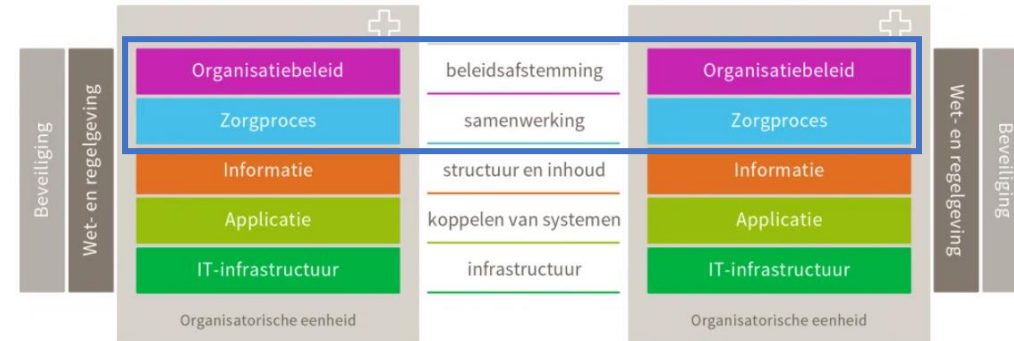 Beveiliging
Wet- en regelgeving
Organisatiebeleid
Zorgproces
Informatie
Applicatie
IT-infrastructuur
Organisatorische eenheid
beleidsafstemming
samenwerking
structuur en inhoud
koppelen van systemen
infrastructuur
Organisatiebeleid
Zorgproces
Informatie
Applicatie
IT-infrastructuur
Organisatorische eenheid
Wet- en regelgeving
Beveiliging